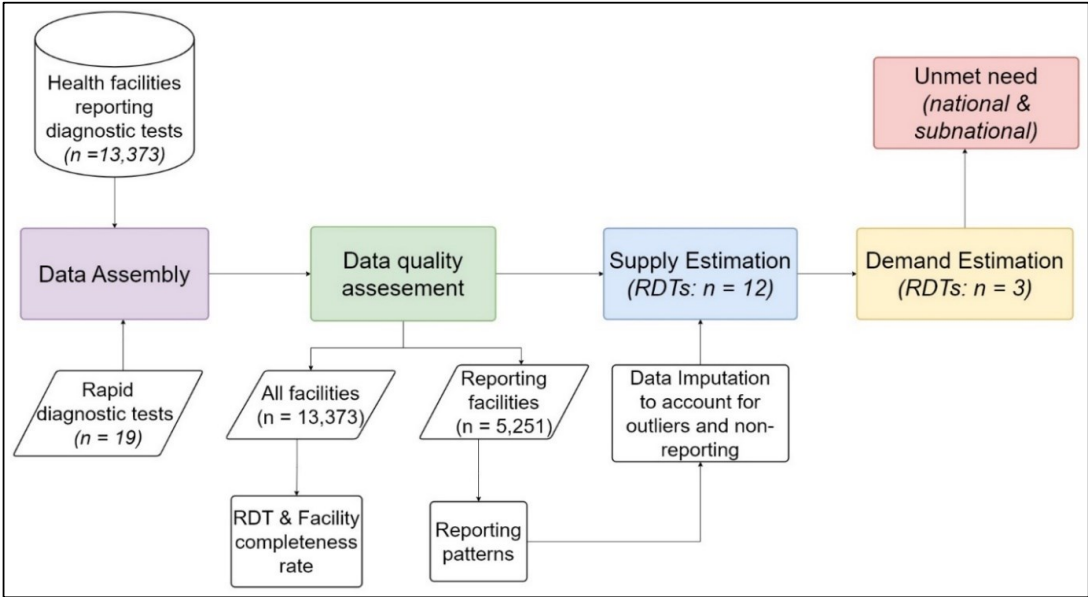 Health facilities
reporting
diagnostic tests
(n =13,373)
Unmet need
(national &
subnational)
Data Assembly
Data quality
assesement
Supply Estimation
(RDTs: n = 12)
Demand Estimation
(RDTs: n = 3)
Rapid
diagnostic tests
(n = 19)
All facilities
(n = 13,373)
Reporting
facilities
(n = 5,251)
Data Imputation
to account for
outliers and non-
reporting
RDT & Facility
completeness
rate
Reporting
patterns